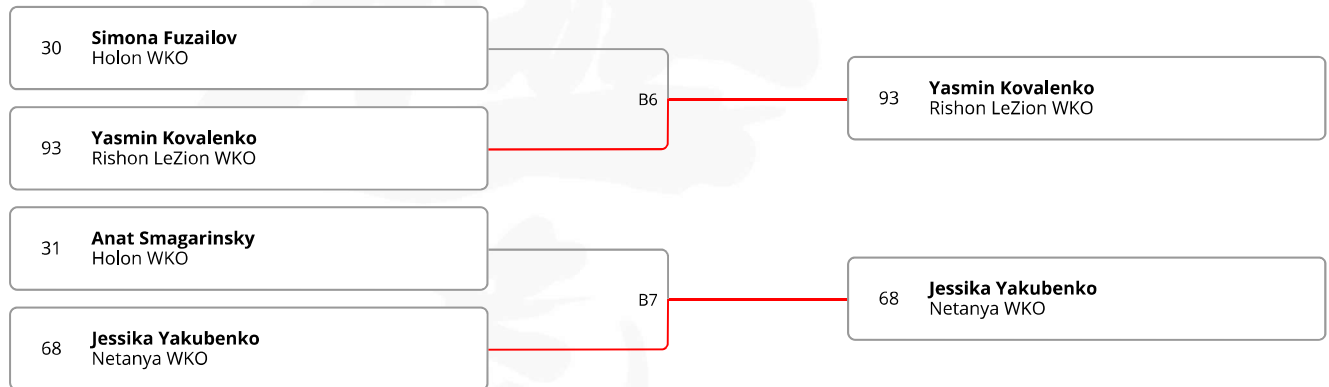 30
Simona Fuzailov
Holon WKO
93
Yasmin Kovalenko
Rishon LeZion WKO
B6
93
Yasmin Kovalenko
Rishon LeZion WKO
31
Anat Smagarinsky
Holon WKO
68
Jessika Yakubenko
Netanya WKO
B7
68
Jessika Yakubenko
Netanya WKO